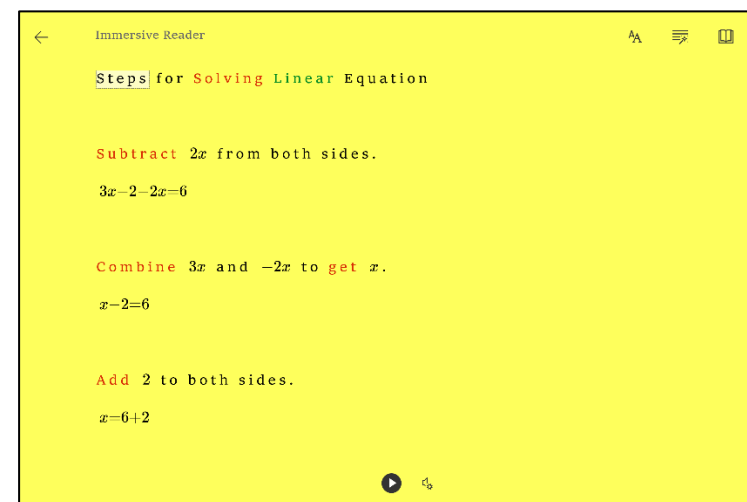 Immersive Reader
Steps for Solving Linear Equation
Subtract 2x from both sides.
3x−2−2x=6
Combine 3x and −2x to get x.
x−2=6
Add 2 to both sides.
x=6+2